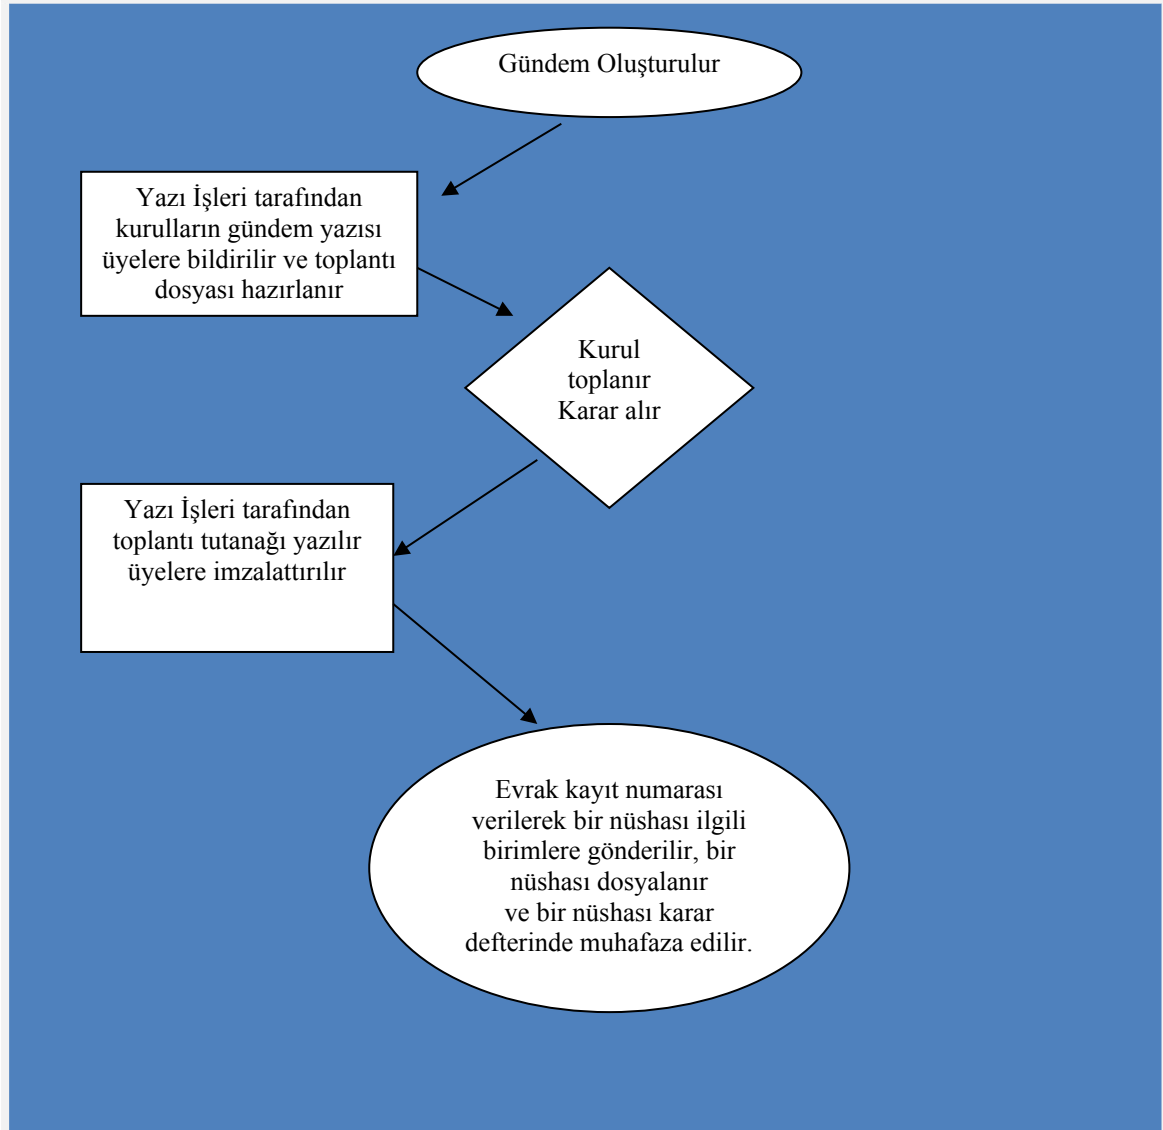 Gündem Oluşturulur
Yazı İşleri tarafından
kurulların gündem yazısı
üyelere bildirilir ve toplantı
dosyası hazırlanır
Kurul
toplanır
Karar alır
Yazı İşleri tarafından
toplantı tutanağı yazılır
üyelere imzalattırılır
Evrak kayıt numarası
verilerek bir nüshası ilgili
birimlere gönderilir, bir
nüshası dosyalanır
ve bir nüshası karar
defterinde muhafaza edilir.